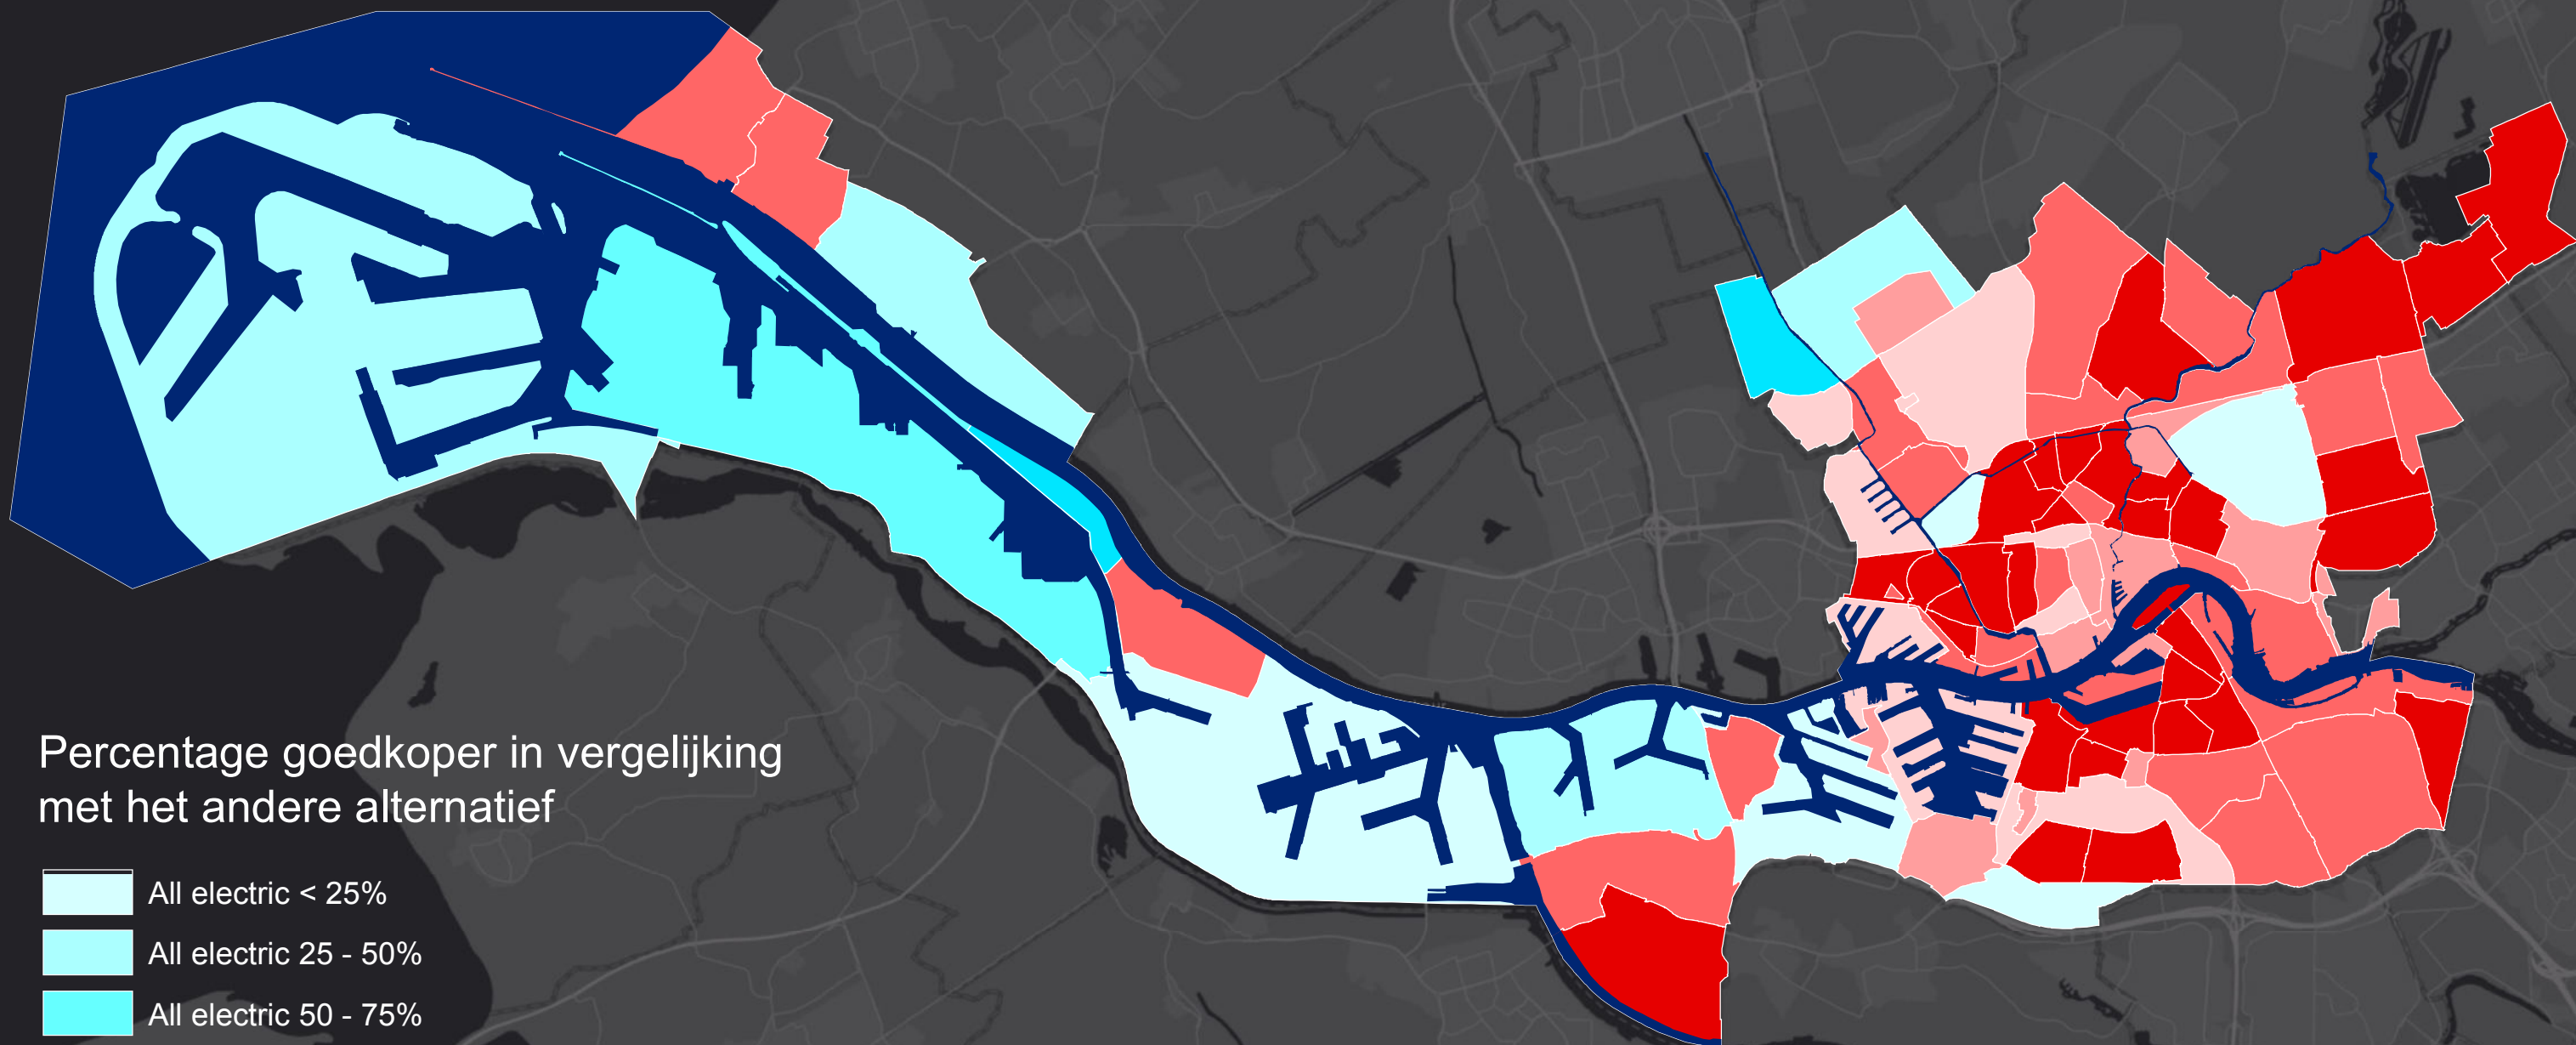 Percentage goedkoper in vergelijking
met het andere alternatief
All electric < 25%
All electric 25 - 50%
All electric 50 - 75%